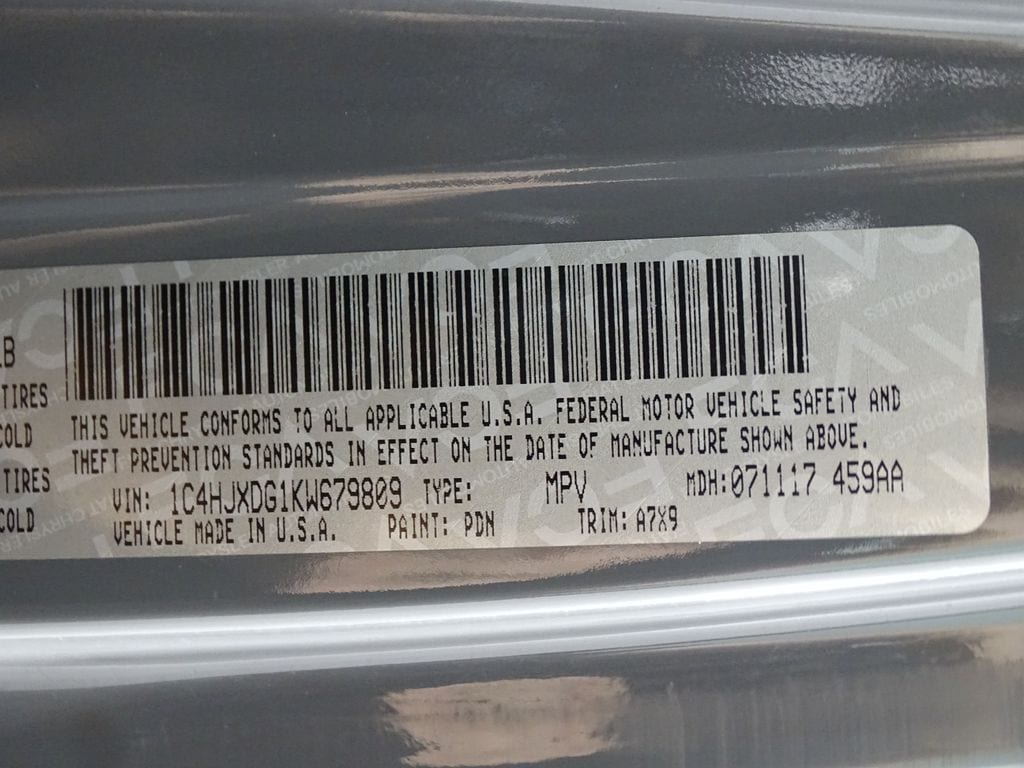 LB
TIRES
COLD
TIRES
COLD
THIS VEHICLE CONFORMS TO ALL APPLICABLE U.S.A. FEDERAL MOTOR VEHICLE SAFETY AND
THEFT PREVENTION STANDARDS IN EFFECT ON THE DATE OF MANUFACTURE SHOWN ABOVE.
VIN: 1C4HJXDG1KW679809 TYPE: MPV MDH:071117 459AA
VEHICLE MADE IN U.S.A. PAINT: PDN TRIM: A7X9